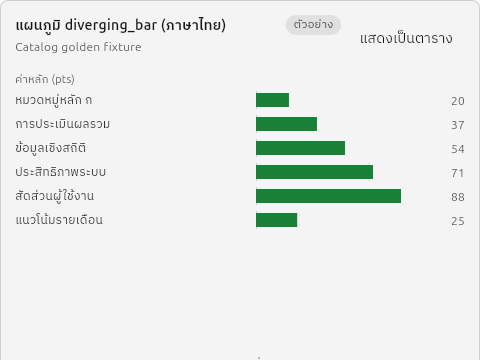 แผนภูมิ diverging_bar (ภาษาไทย)
ตัวอย่าง
แสดงเป็นตาราง
Catalog golden fixture
ค่าหลัก (pts)
หมวดหมู่หลัก ก 20
การประเมินผลรวม 37
ข้อมูลเชิงสถิติ 54
ประสิทธิภาพระบบ 71
สัดส่วนผู้ใช้งาน 88
แนวโน้มรายเดือน 25